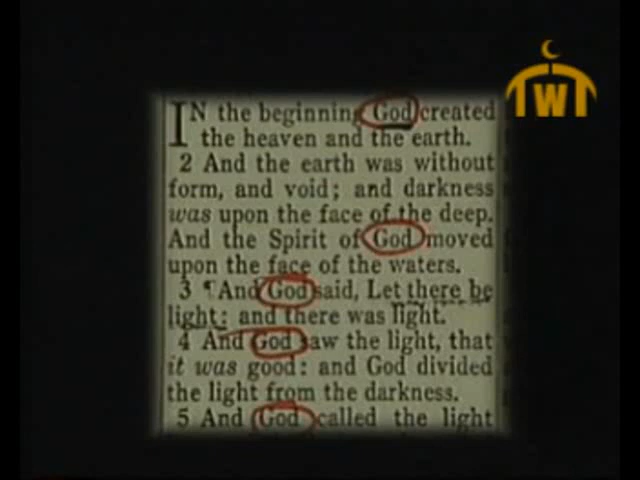 IN the beginning God created
the heaven and the earth.
2 And the earth was without
form, and void; and darkness
was upon the face of the deep.
And the Spirit of God moved
upon the face of the waters.
3 ¶And God said, Let there be
light: and there was light.
4 And God saw the light, that
it was good: and God divided
the light from the darkness.
5 And God called the light
W